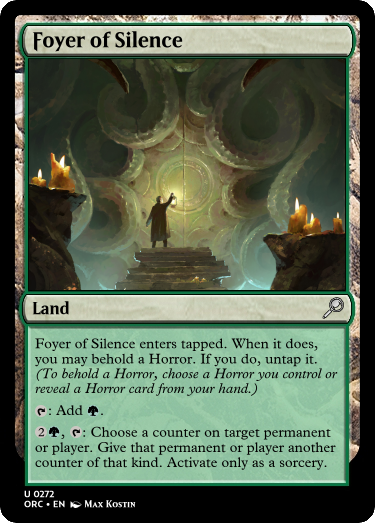 Foyer of Silence
Land
Foyer of Silence enters tapped. When it does,
you may behold a Horror. If you do, untap it.
(To behold a Horror, choose a Horror you control or
reveal a Horror card from your hand.)
: Add .
2, : Choose a counter on target permanent
or player. Give that permanent or player another
counter of that kind. Activate only as a sorcery.
U 0272
ORC • EN Max Kostin